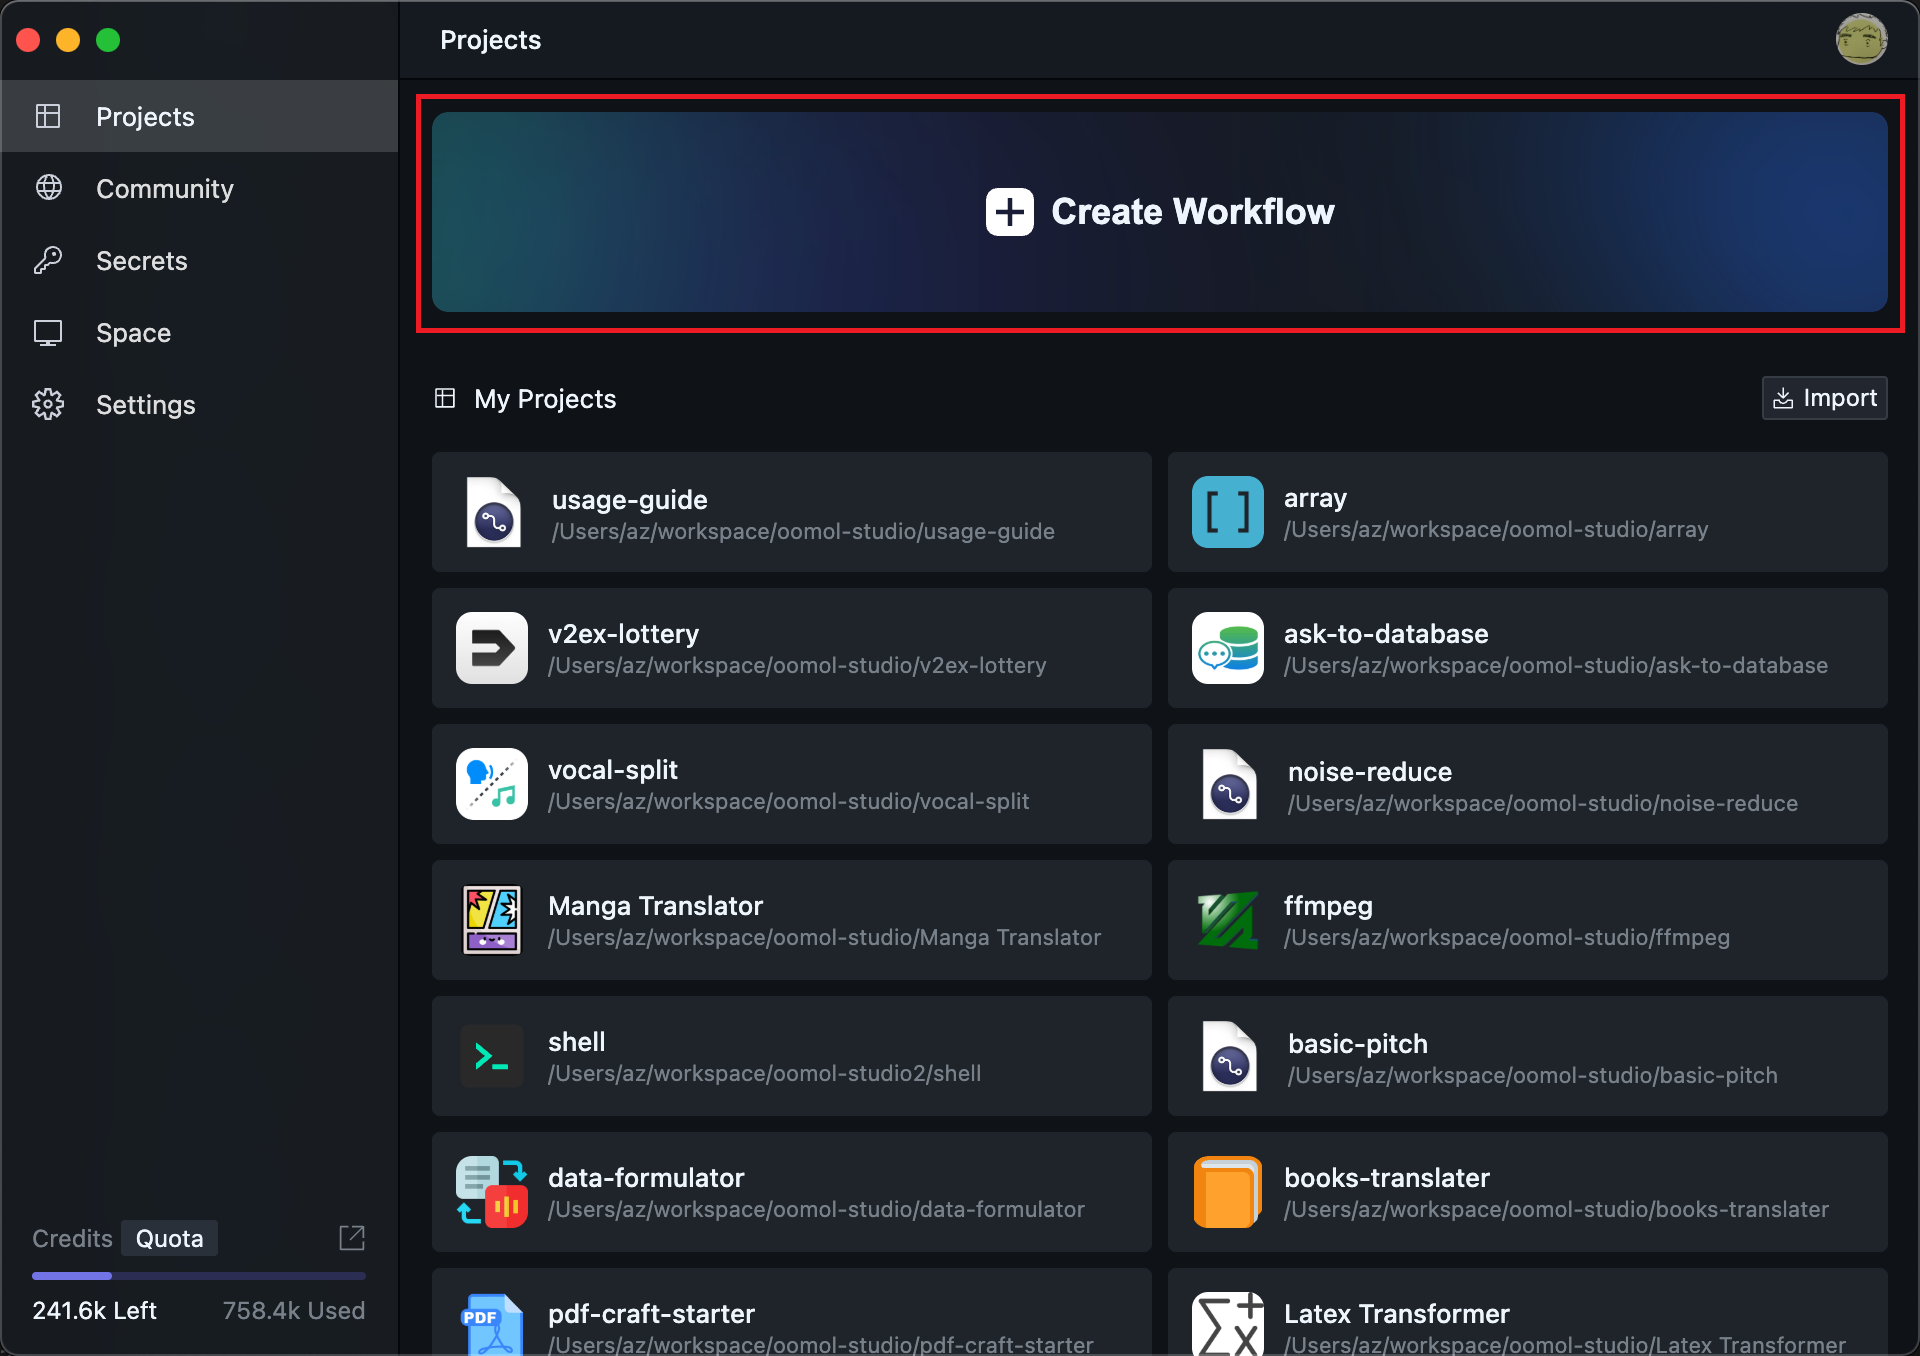 Projects
Projects
Community
Secrets
Space
Settings
Create Workflow
My Projects
Import
usage-guide
/Users/az/workspace/oomol-studio/usage-guide
array
/Users/az/workspace/oomol-studio/array
v2ex-lottery
/Users/az/workspace/oomol-studio/v2ex-lottery
ask-to-database
/Users/az/workspace/oomol-studio/ask-to-database
vocal-split
/Users/az/workspace/oomol-studio/vocal-split
noise-reduce
/Users/az/workspace/oomol-studio/noise-reduce
Manga Translator
/Users/az/workspace/oomol-studio/Manga Translator
ffmpeg
/Users/az/workspace/oomol-studio/ffmpeg
shell
/Users/az/workspace/oomol-studio2/shell
basic-pitch
/Users/az/workspace/oomol-studio/basic-pitch
data-formulator
/Users/az/workspace/oomol-studio/data-formulator
books-translater
/Users/az/workspace/oomol-studio/books-translater
PDF
pdf-craft-starter
/Users/az/workspace/oomol-studio/pdf-craft-starter
Latex Transformer
/Users/az/workspace/oomol-studio/Latex Transformer
Credits Quota
241.6k Left 758.4k Used